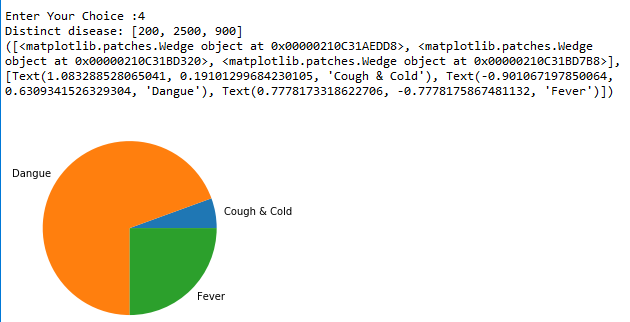 Enter Your Choice :4
Distinct disease: [200, 2500, 900]
([<matplotlib.patches.Wedge object at 0x00000210C31AEDD8>, <matplotlib.patches.Wedge
object at 0x00000210C31BD320>, <matplotlib.patches.Wedge object at 0x00000210C31BD7B8>],
[Text(1.083288528065041, 0.19101299684230105, 'Cough & Cold'), Text(-0.901067197850064,
0.6309341526329304, 'Dangue'), Text(0.7778173318622706, -0.7778175867481132, 'Fever')])
Dangue
Cough & Cold
Fever